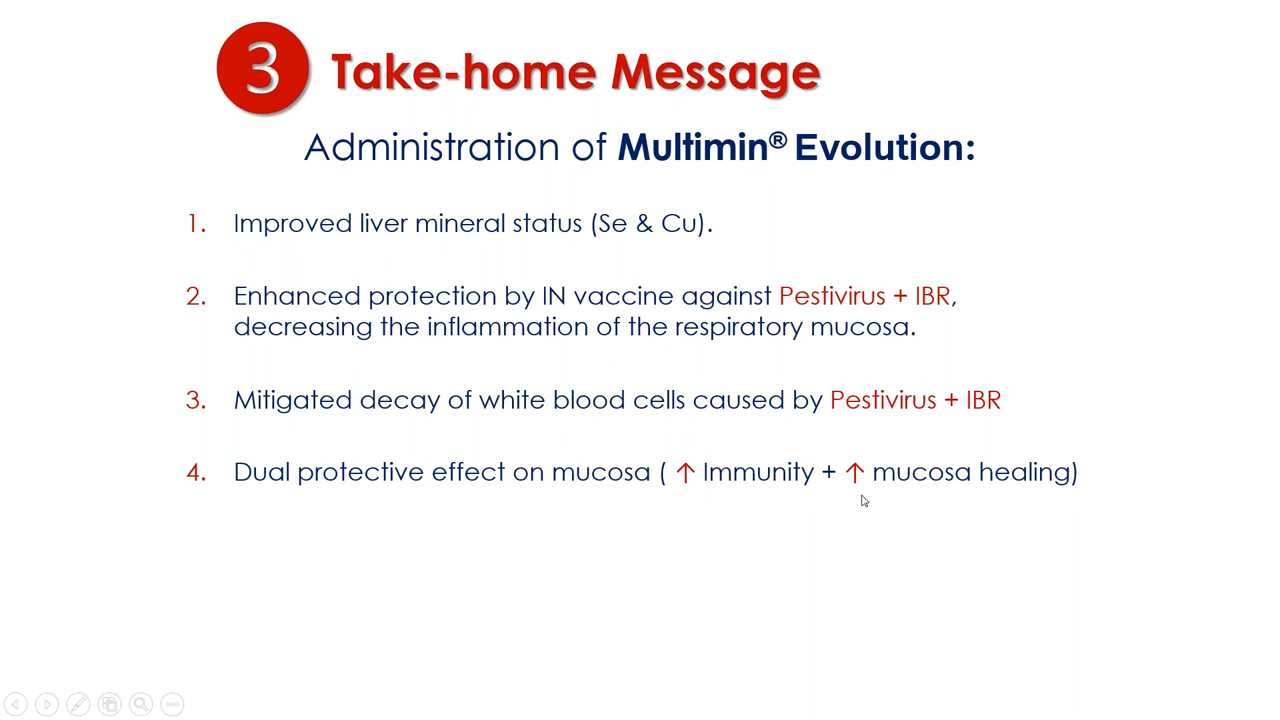 3 Take-home Message
Administration of Multimin® Evolution:
1. Improved liver mineral status (Se & Cu).
2. Enhanced protection by IN vaccine against Pestivirus + IBR,
decreasing the inflammation of the respiratory mucosa.
3. Mitigated decay of white blood cells caused by Pestivirus + IBR
4. Dual protective effect on mucosa ( ↑ Immunity + ↑ mucosa healing)